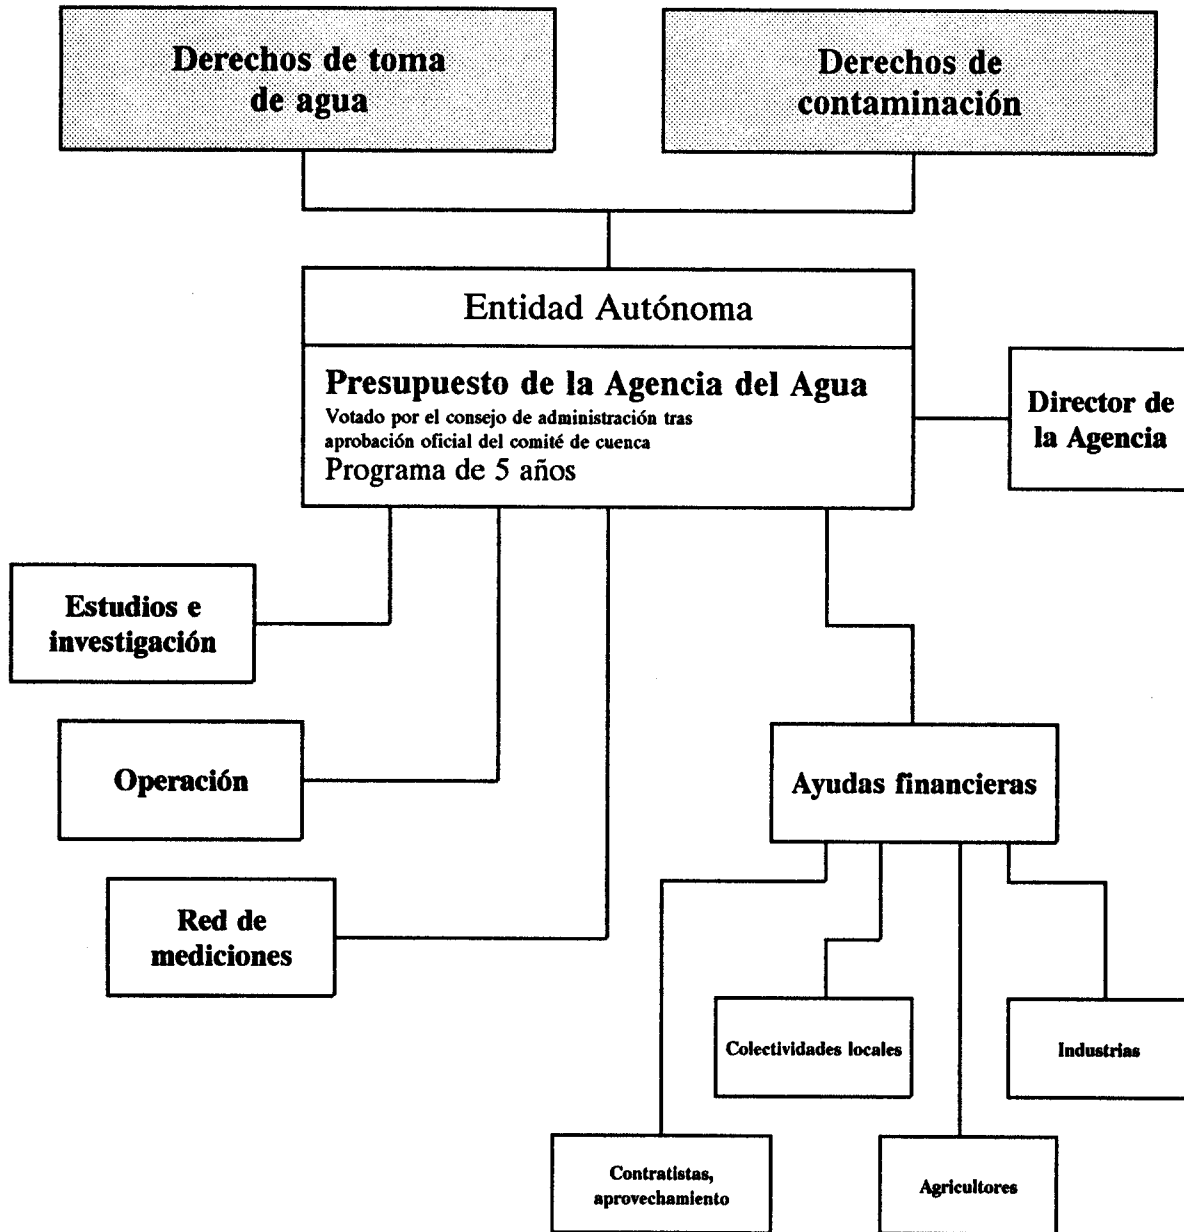 Derechos de toma
de agua
Derechos de
contaminación
Entidad Autónoma
Presupuesto de la Agencia del Agua
Votado por el consejo de administración tras
aprobación oficial del comité de cuenca
Programa de 5 años
Director de
la Agencia
Estudios e
investigación
Operación
Red de
mediciones
Ayudas financieras
Colectividades locales
Industrias
Contratistas,
aprovechamiento
Agricultores